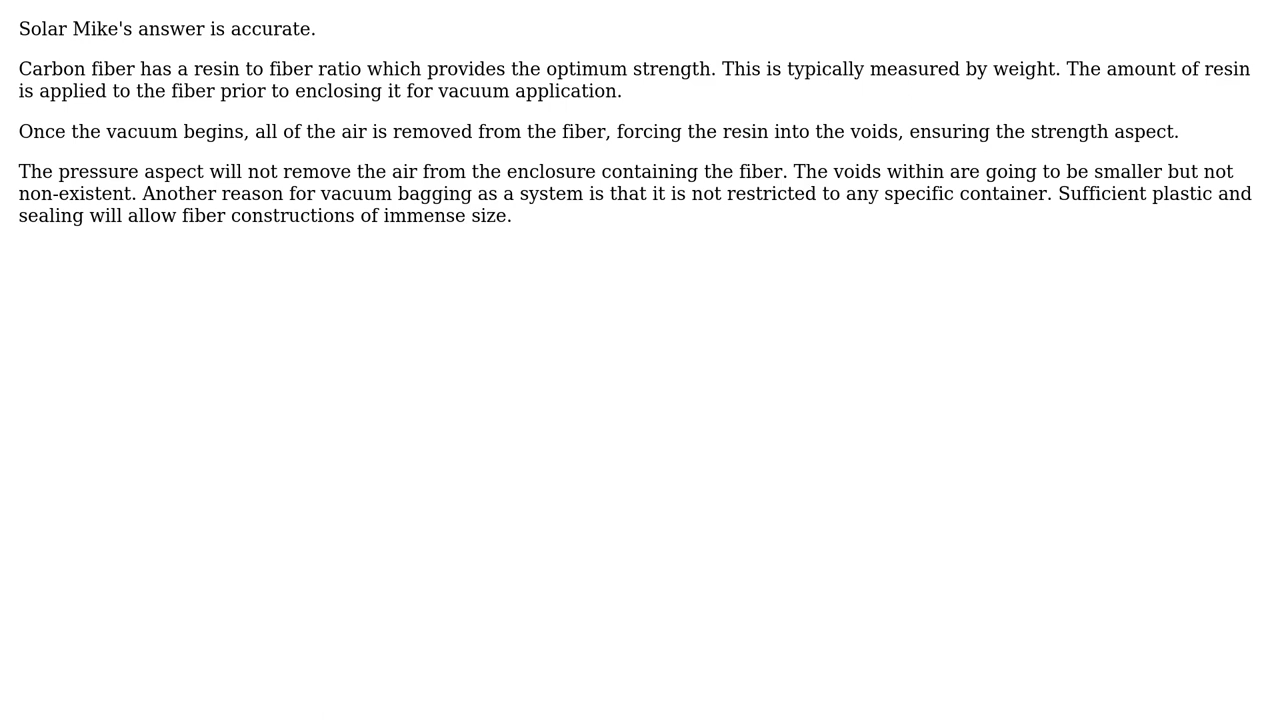 Solar Mike's answer is accurate.
Carbon fiber has a resin to fiber ratio which provides the optimum strength. This is typically measured by weight. The amount of resin
is applied to the fiber prior to enclosing it for vacuum application.
Once the vacuum begins, all of the air is removed from the fiber, forcing the resin into the voids, ensuring the strength aspect.
The pressure aspect will not remove the air from the enclosure containing the fiber. The voids within are going to be smaller but not
non-existent. Another reason for vacuum bagging as a system is that it is not restricted to any specific container. Sufficient plastic and
sealing will allow fiber constructions of immense size.